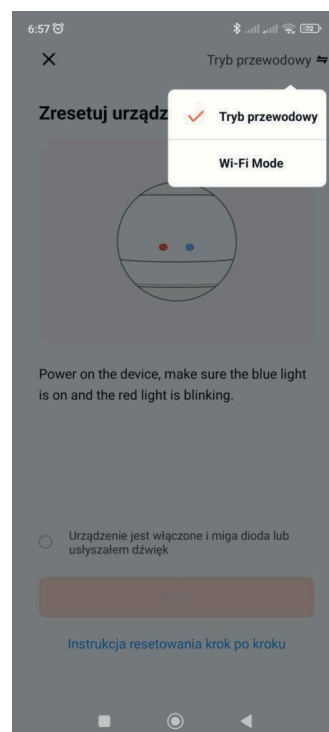 6:57
72
Tryb przewodowy
Zresetuj urządz
Tryb przewodowy
Wi-Fi Mode
Power on the device, make sure the blue light
is on and the red light is blinking.
Urządzenie jest włączone i miga dioda lub
usłyszałem dźwięk
Instrukcja resetowania krok po kroku